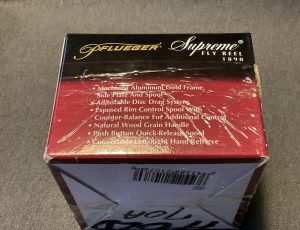 PFLUEGER® Supreme®
FLY REEL
1890
• Machined Aluminum Gold Frame,
Side Plate And Spool
• Adjustable Disc Drag System
• Exposed Rim Control Spool With
Counter-Balance For Additional Control
• Natural Wood Grain Handle
• Push Button Quick-Release Spool
• Convertible Left/Right Hand Retrieve